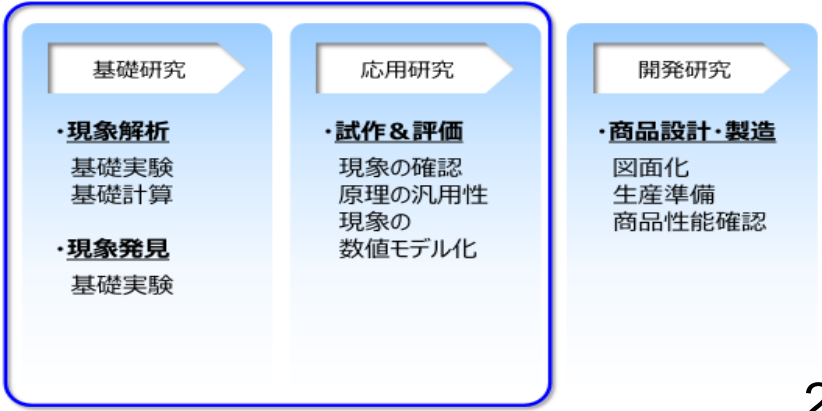 基礎研究
・現象解析
基礎実験
基礎計算
・現象発見
基礎実験
応用研究
・試作&評価
現象の確認
原理の汎用性
現象の
数値モデル化
開発研究
・商品設計・製造
図面化
生産準備
商品性能確認
2